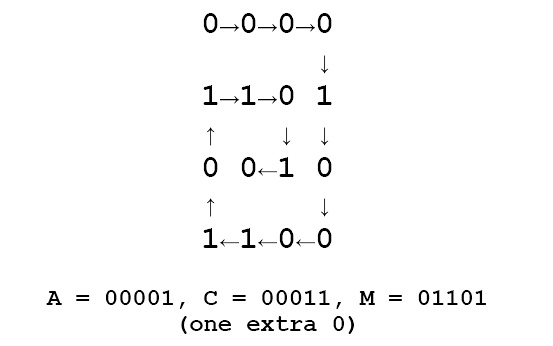 0→0→0→0
↓
1→1→0 1
↑ ↓ ↓
0 0←1 0
↑ ↓
1←1←0←0
A = 00001, C = 00011, M = 01101
(one extra 0)